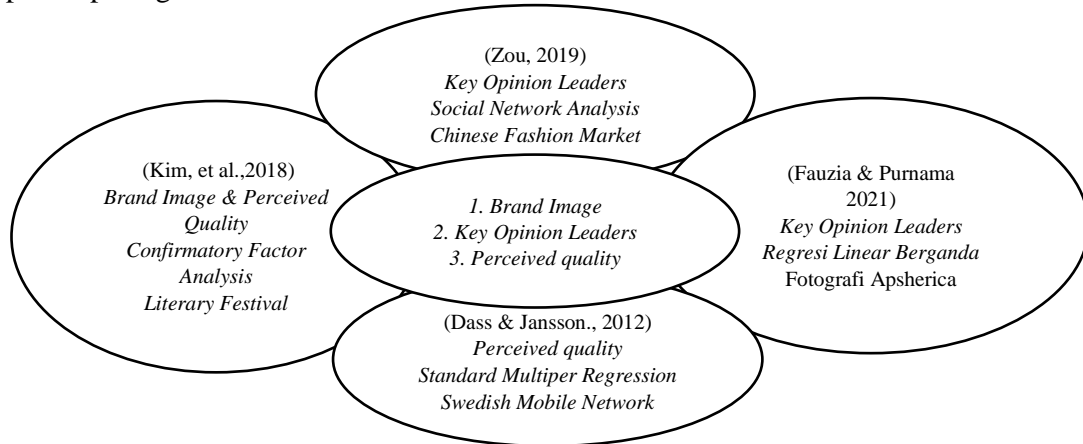 (Zou, 2019)
Key Opinion Leaders
Social Network Analysis
Chinese Fashion Market
(Kim, et al.,2018)
Brand Image & Perceived
Quality
Confirmatory Factor
Analysis
Literary Festival
1. Brand Image
2. Key Opinion Leaders
3. Perceived quality
(Fauzia & Purnama
2021)
Key Opinion Leaders
Regresi Linear Berganda
Fotografi Apsherica
(Dass & Jansson., 2012)
Perceived quality
Standard Multiper Regression
Swedish Mobile Network